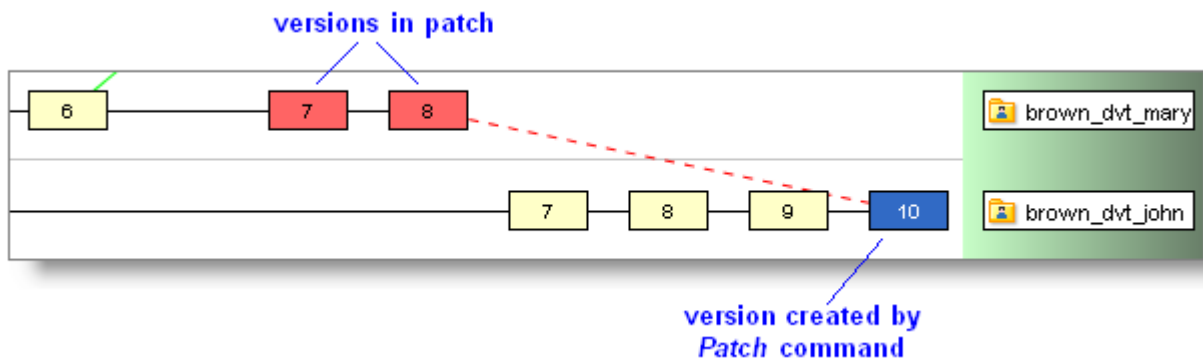 versions in patch
6 7 8 brown_dvt_mary
7 8 9 10 brown_dvt_john
version created by
Patch command